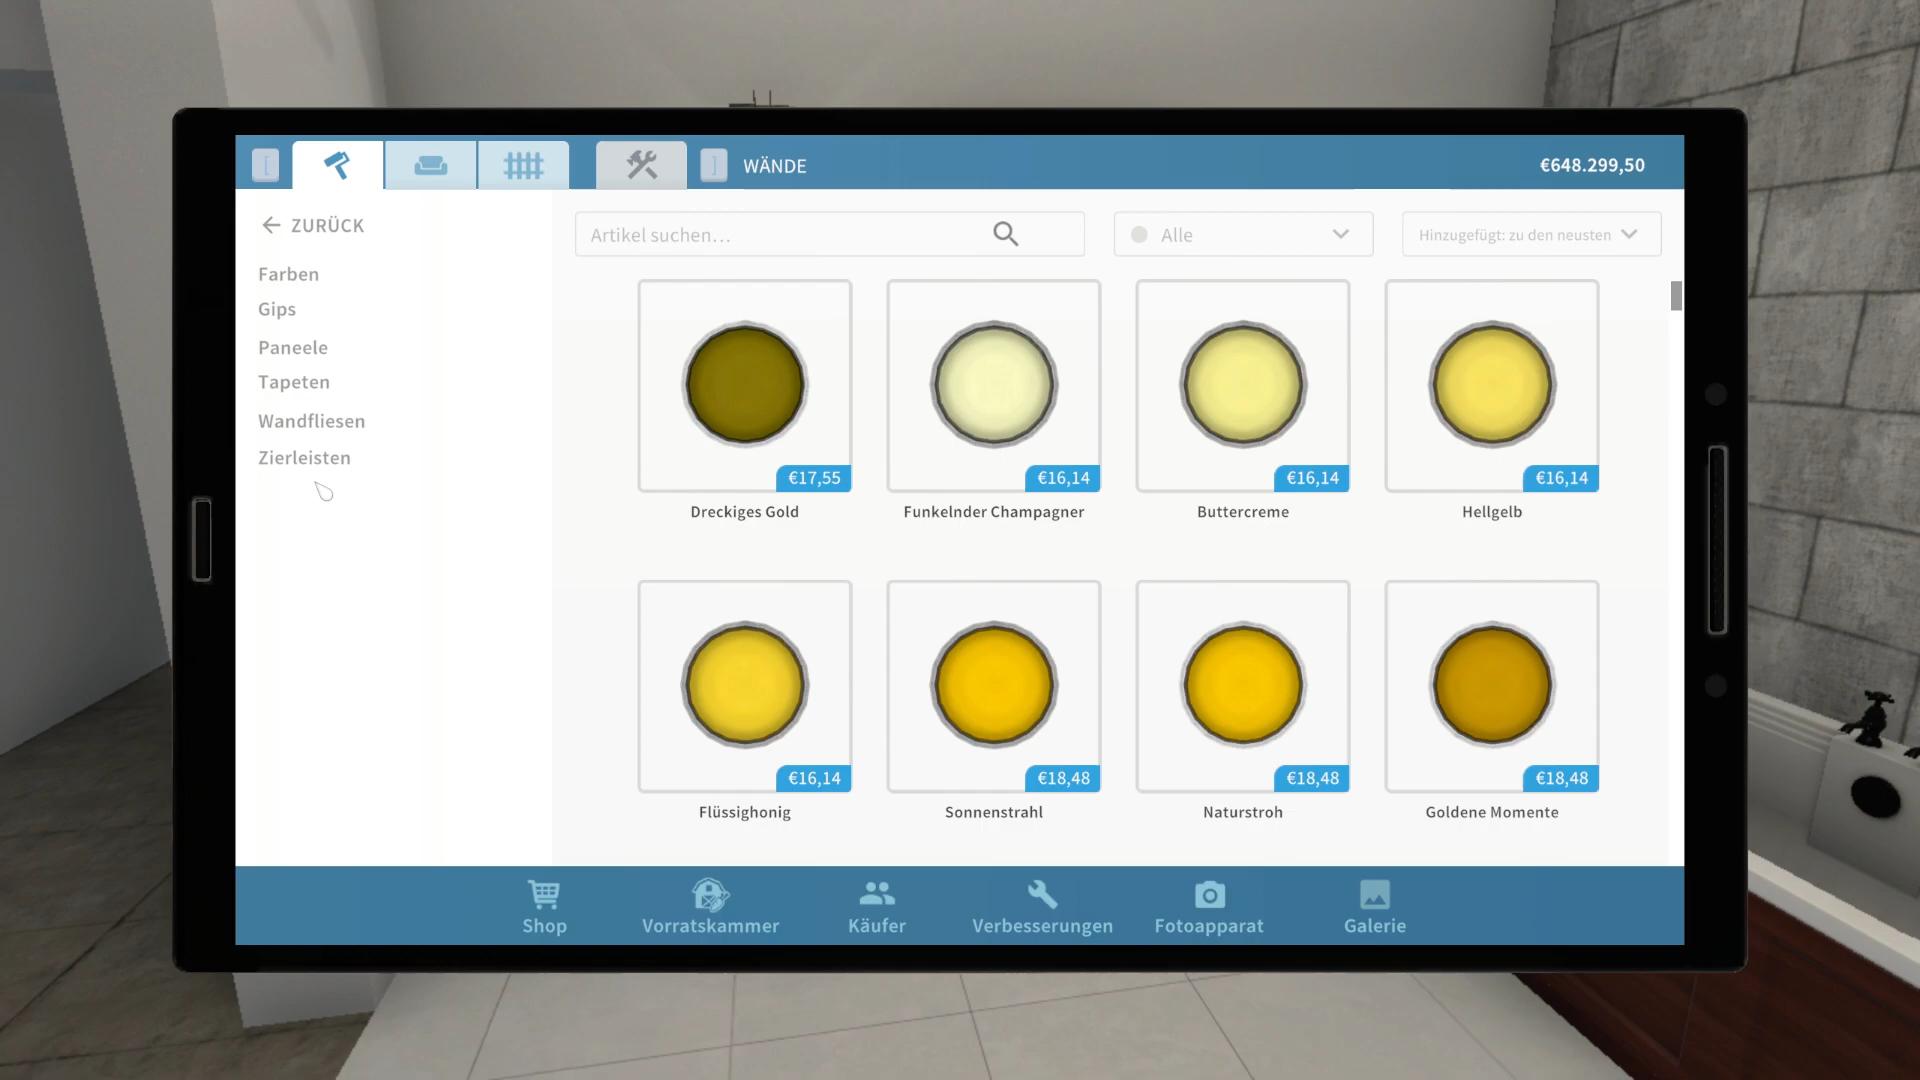 [
]
WÄNDE
€648.299,50
ZURÜCK
Farben
Gips
Paneele
Tapeten
Wandfliesen
Zierleisten
Artikel suchen...
Alle
Hinzugefügt: zu den neusten
€17,55
€16,14
€16,14
€16,14
Dreckiges Gold
Funkelnder Champagner
Buttercreme
Hellgelb
€16,14
€18,48
€18,48
€18,48
Flüssighonig
Sonnenstrahl
Naturstroh
Goldene Momente
Shop
Vorratskammer
Käufer
Verbesserungen
Fotoapparat
Galerie